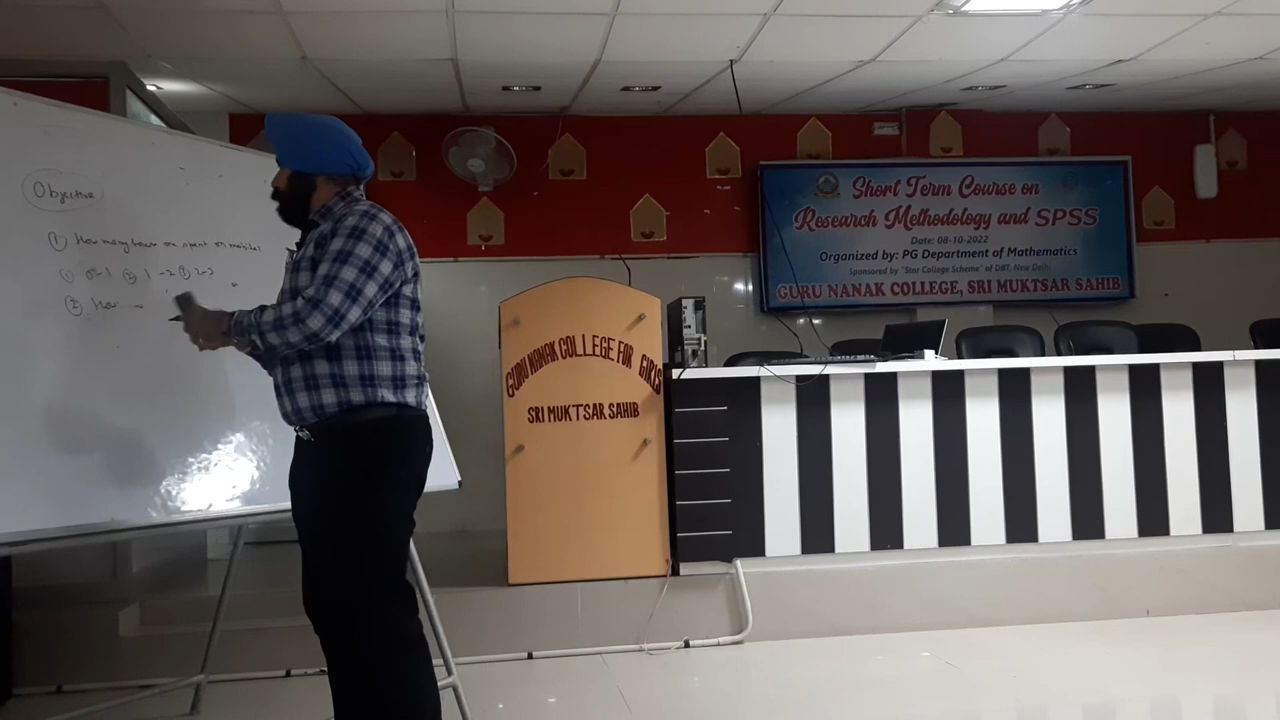 Objective
① How many hours are spent on mobile?
① 0-1 ② 1-2 ③ 2-3
② How
Short Term Course on
Research Methodology and SPSS
Date: 08-10-2022
Organized by: PG Department of Mathematics
Sponsored by "Star College Scheme" of DBT, New Delhi
GURU NANAK COLLEGE, SRI MUKTSAR SAHIB
GURU NANAK COLLEGE FOR GIRLS
SRI MUKTSAR SAHIB